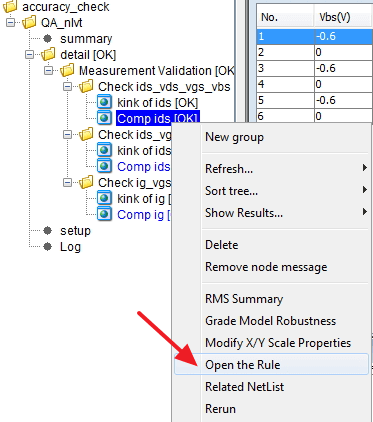 accuracy_check
QA_nlvt
summary
detail [OK]
Measurement Validation [OK
Check ids_vds_vgs_vbs
kink of ids [OK]
Comp ids [OK]
Check ids_vg
kink of ids
Comp ids
Check ig_vgs
kink of ig [
Comp ig [
setup
Log
No. Vbs(V)
1 -0.6
2 0
3 -0.6
4 0
5 -0.6
6 0
New group
Refresh...
Sort tree...
Show Results...
Delete
Remove node message
RMS Summary
Grade Model Robustness
Modify X/Y Scale Properties
Open the Rule
Related NetList
Rerun